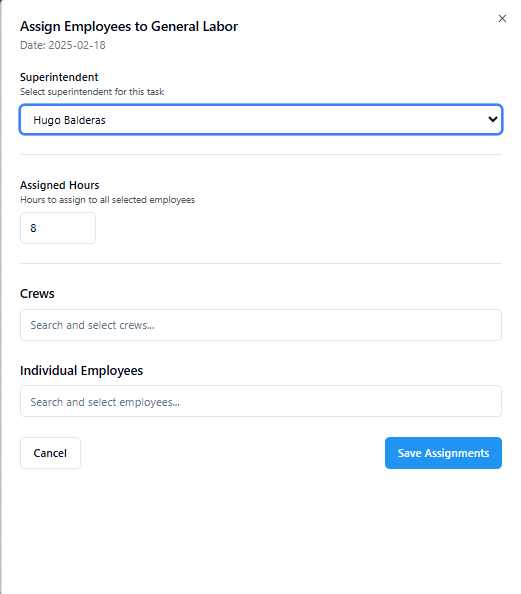 Assign Employees to General Labor
Date: 2025-02-18
Superintendent
Select superintendent for this task
Hugo Balderas
Assigned Hours
Hours to assign to all selected employees
8
Crews
Search and select crews...
Individual Employees
Search and select employees...
Cancel
Save Assignments